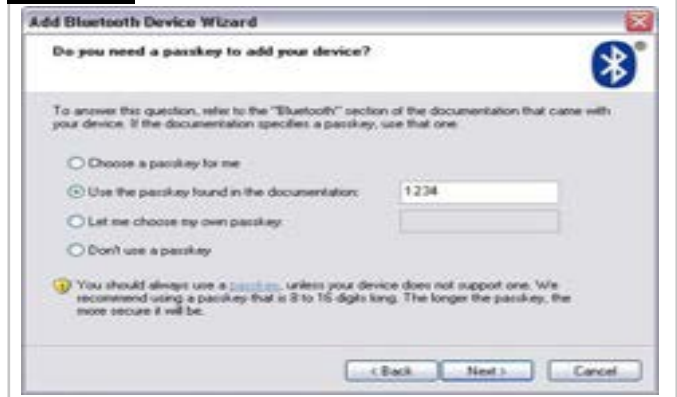 Add Bluetooth Device Wizard
Do you need a passkey to add your device?
To answer this question, refer to the "Bluetooth" section of the documentation that came with
your device. If the documentation specifies a passkey, use that one.
Choose a passkey for me
Use the passkey found in the documentation: 1234
Let me choose my own passkey:
Don't use a passkey
You should always use a passkey, unless your device does not support one. We
recommend using a passkey that is 8 to 16 digits long. The longer the passkey, the
more secure it will be.
< Back Next > Cancel